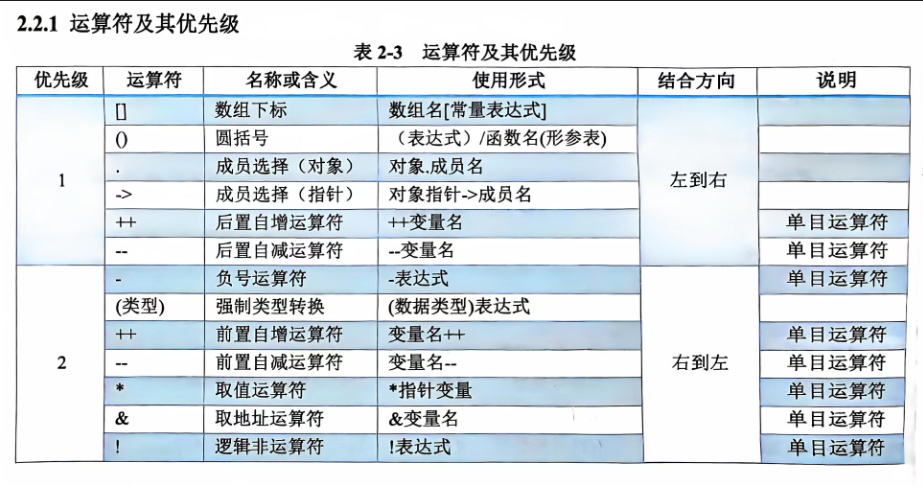 2.2.1 运算符及其优先级
表 2-3 运算符及其优先级
优先级 运算符 名称或含义 使用形式 结合方向 说明
1 [] 数组下标 数组名[常量表达式] 左到右
() 圆括号 （表达式）/函数名(形参表)
. 成员选择（对象） 对象.成员名
-> 成员选择（指针） 对象指针->成员名
++ 后置自增运算符 ++变量名 单目运算符
-- 后置自减运算符 --变量名 单目运算符
2 - 负号运算符 -表达式 右到左 单目运算符
(类型) 强制类型转换 (数据类型)表达式
++ 前置自增运算符 变量名++ 单目运算符
-- 前置自减运算符 变量名-- 单目运算符
* 取值运算符 *指针变量 单目运算符
& 取地址运算符 &变量名 单目运算符
! 逻辑非运算符 !表达式 单目运算符